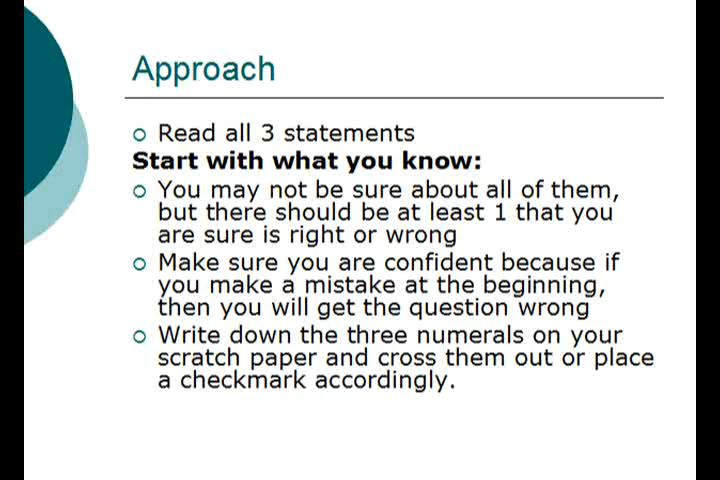 Approach
Read all 3 statements
Start with what you know:
You may not be sure about all of them,
but there should be at least 1 that you
are sure is right or wrong
Make sure you are confident because if
you make a mistake at the beginning,
then you will get the question wrong
Write down the three numerals on your
scratch paper and cross them out or place
a checkmark accordingly.